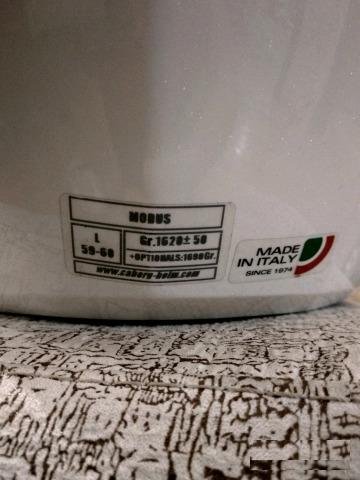 MODUS
L
59-60
Gr.1620±50
+OPTIONALS:1690Gr.
www.caberg-helm.com
MADE
IN ITALY
SINCE 1974